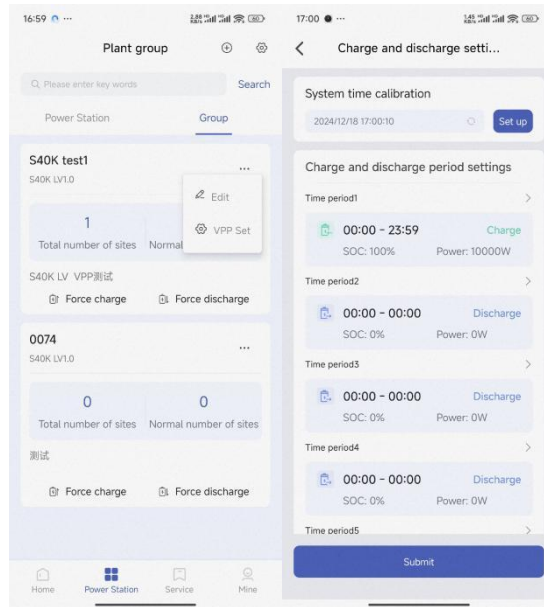 16:59
Plant group
Please enter key words
Search
Power Station
Group
S40K test1
S40K LV1.0
Edit
VPP Set
1
Total number of sites
Normal
S40K LV VPP测试
Force charge
Force discharge
0074
S40K LV1.0
0
0
Total number of sites
Normal number of sites
测试
Force charge
Force discharge
Home
Power Station
Service
Mine
17:00
Charge and discharge setti...
System time calibration
2024/12/18 17:00:10
Set up
Charge and discharge period settings
Time period1
00:00 - 23:59
Charge
SOC: 100%
Power: 10000W
Time period2
00:00 - 00:00
Discharge
SOC: 0%
Power: 0W
Time period3
00:00 - 00:00
Discharge
SOC: 0%
Power: 0W
Time period4
00:00 - 00:00
Discharge
SOC: 0%
Power: 0W
Time period5
Submit